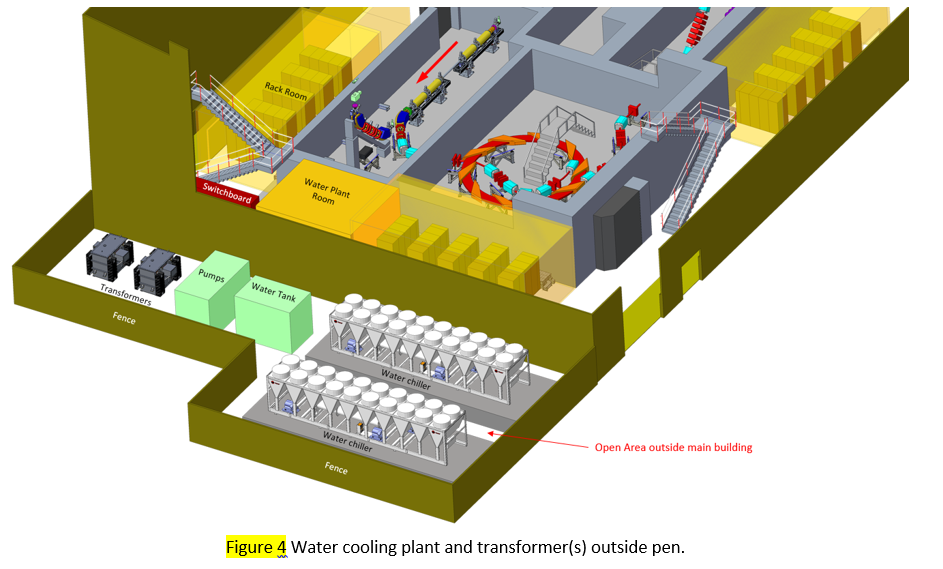 Rack Room
Switchboard
Water Plant
Room
Pumps
Water Tank
Transformers
Fence
Water chiller
Water chiller
Open Area outside main building
Fence
Figure 4 Water cooling plant and transformer(s) outside pen.